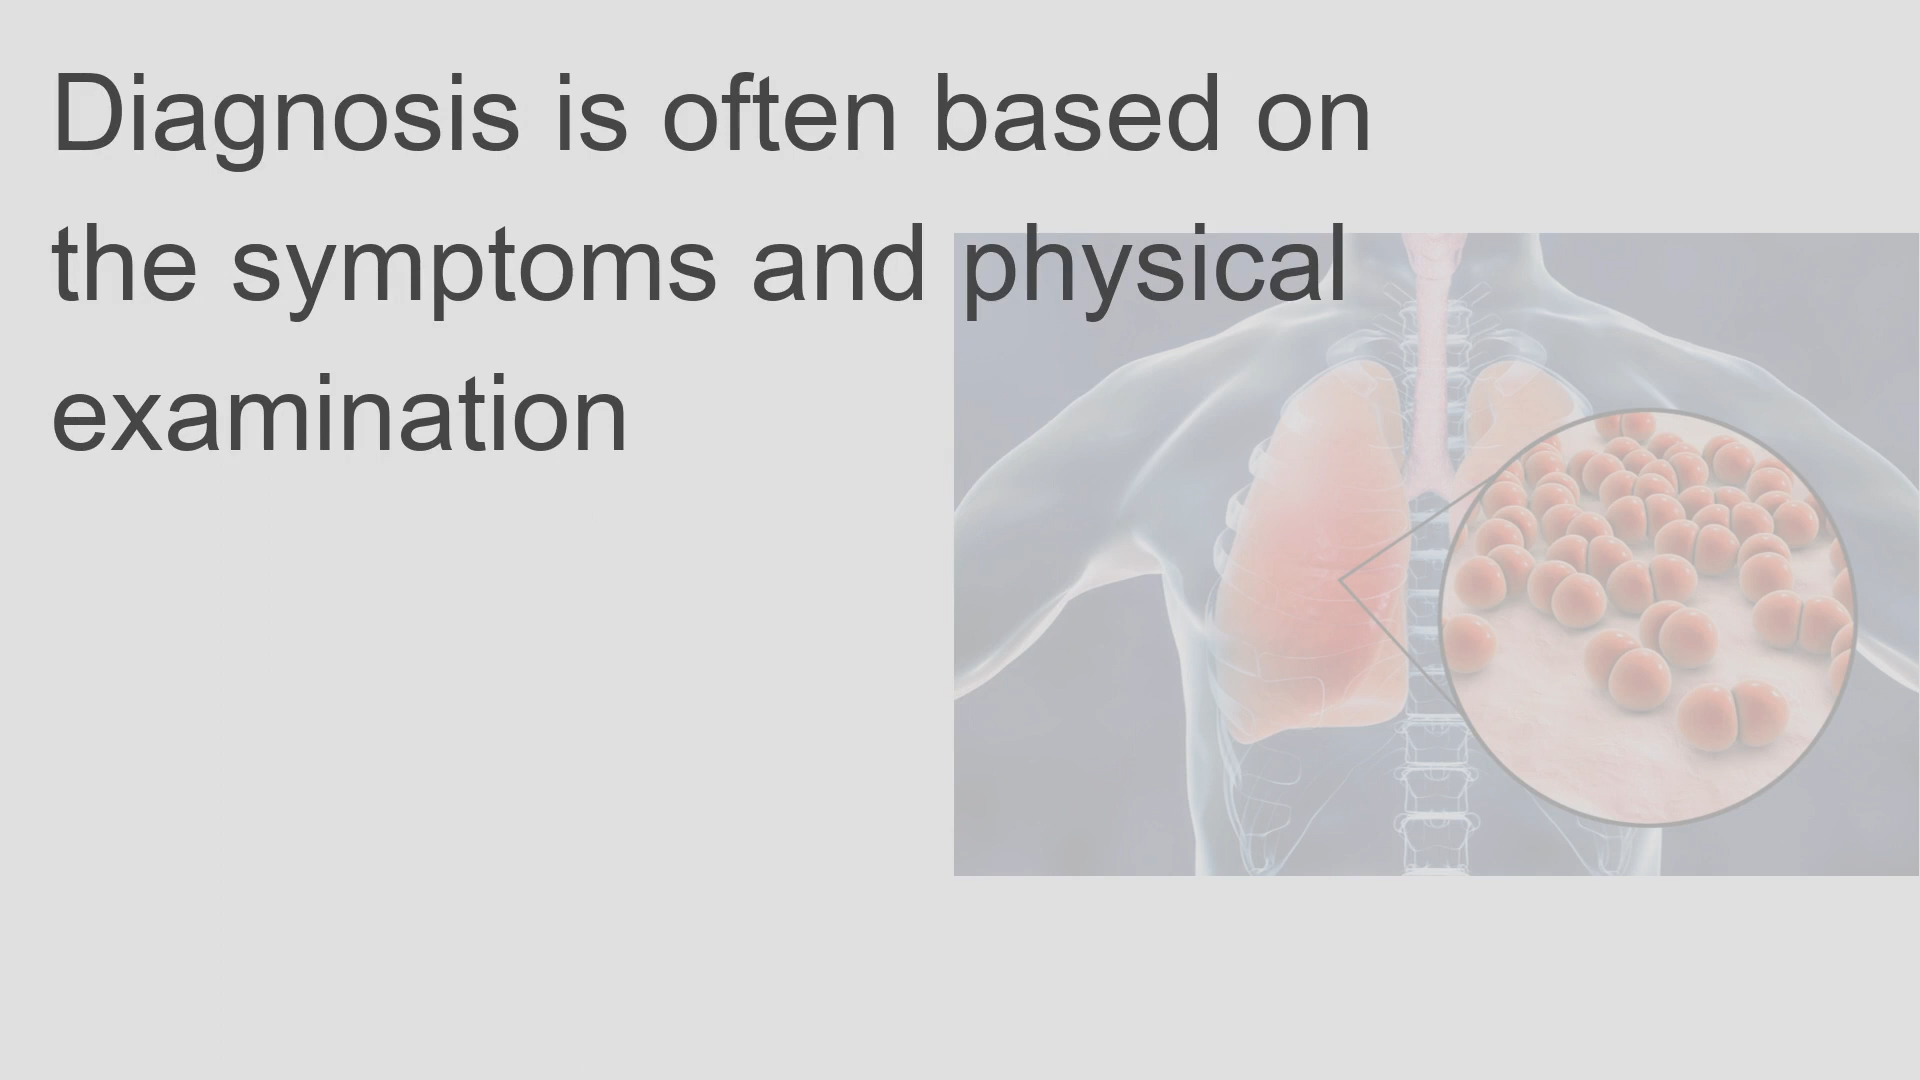 Diagnosis is often based on
the symptoms and physical
examination